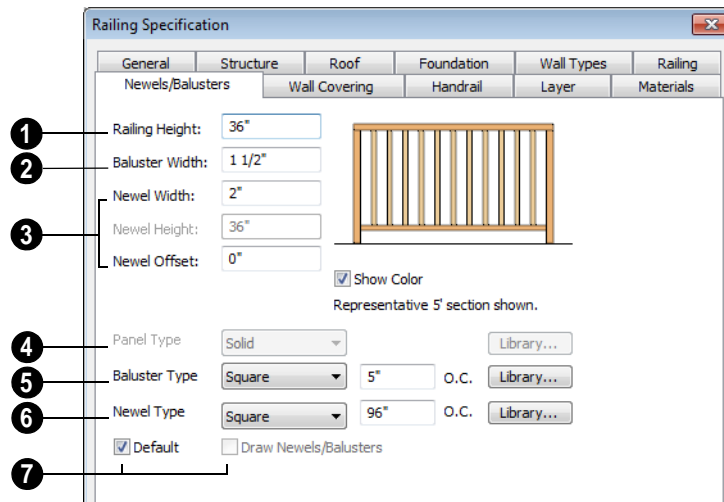 Railing Specification
General Structure Roof Foundation Wall Types Railing
Newels/Balusters Wall Covering Handrail Layer Materials
1 Railing Height: 36"
2 Baluster Width: 1 1/2"
Newel Width: 2"
3 Newel Height: 36"
Newel Offset: 0"
Show Color
Representative 5' section shown.
4 Panel Type Solid Library...
5 Baluster Type Square 5" O.C. Library...
6 Newel Type Square 96" O.C. Library...
Default Draw Newels/Balusters
7